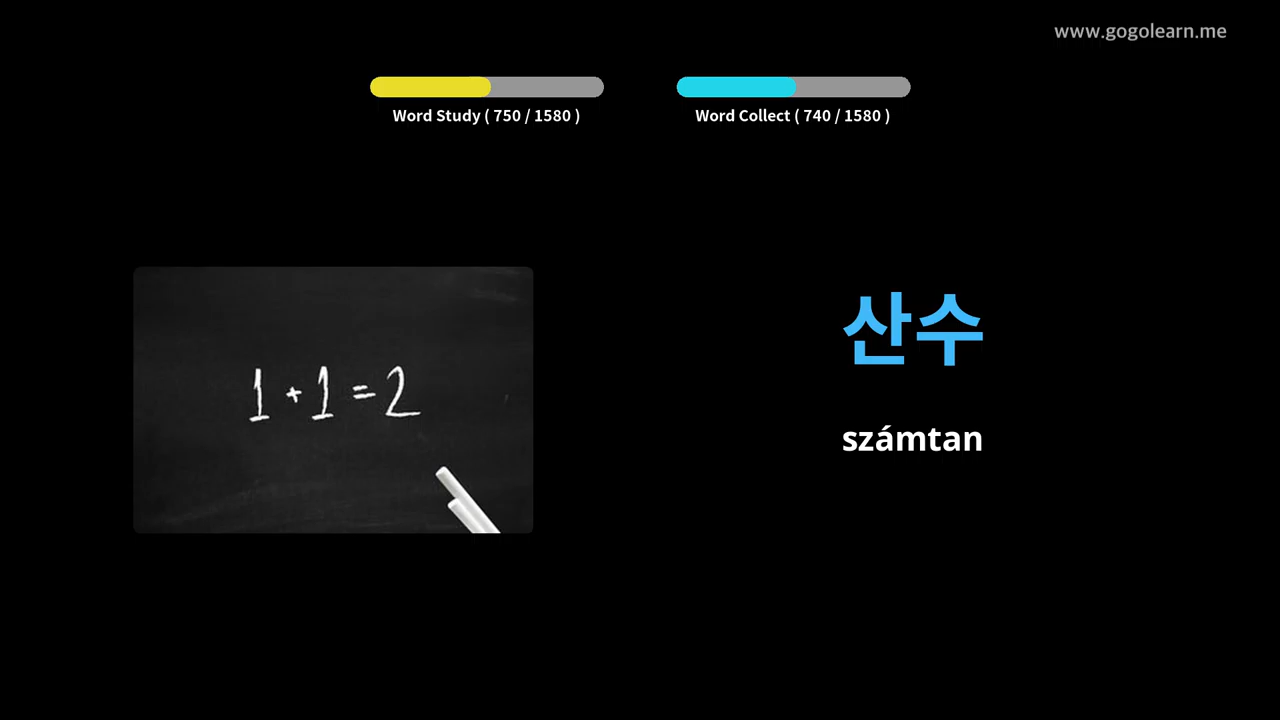 www.gogolearn.me
Word Study ( 750 / 1580 )
Word Collect ( 740 / 1580 )
1 + 1 = 2
산수
számtan